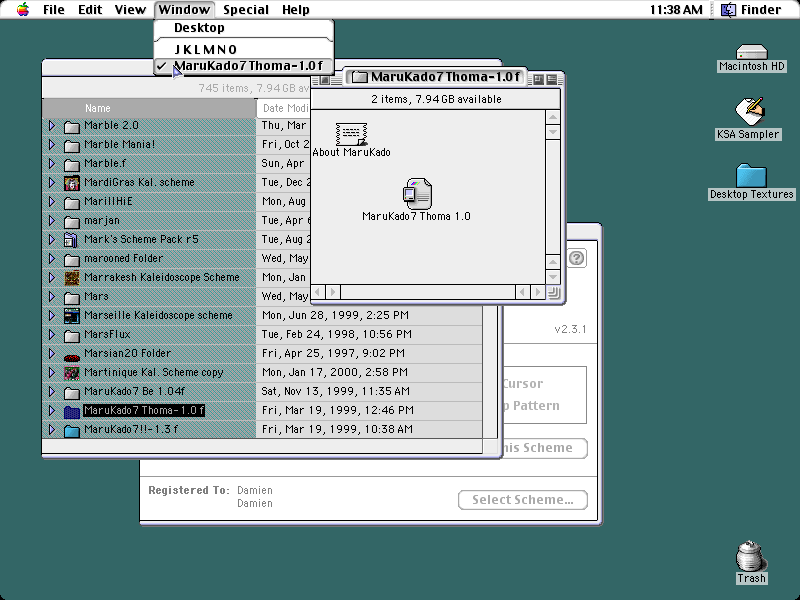 File Edit View Window Special Help 11:38 AM Finder
Desktop
J K L M N O
MaruKado7 Thoma-1.0 f
745 items, 7.94 GB av
Name Date Modi
Marble 2.0 Thu, Mar
Marble Mania! Fri, Oct 2
Marble.f Sun, Apr
MardiGras Kal. scheme Tue, Dec 2
MarillHiE Mon, Aug
marjan Tue, Apr 6
Mark's Scheme Pack r5 Tue, Aug 2
marooned Folder Wed, May
Marrakesh Kaleidoscope Scheme Mon, Jan
Mars Wed, May
Marseille Kaleidoscope scheme Mon, Jun 28, 1999, 2:25 PM
MarsFlux Tue, Feb 24, 1998, 10:56 PM
Marsian20 Folder Fri, Apr 25, 1997, 9:02 PM
Martinique Kal. Scheme copy Mon, Jan 17, 2000, 2:58 PM
MaruKado7 Be 1.04f Sat, Nov 13, 1999, 11:35 AM
MaruKado7 Thoma-1.0 f Fri, Mar 19, 1999, 12:46 PM
MaruKado7!!-1.3 f Fri, Mar 19, 1999, 10:38 AM
MaruKado7 Thoma-1.0 f
2 items, 7.94 GB available
About MaruKado
MaruKado7 Thoma 1.0
v2.3.1
Cursor
p Pattern
his Scheme
Registered To: Damien
Damien
Select Scheme...
Macintosh HD
KSA Sampler
Desktop Textures
Trash